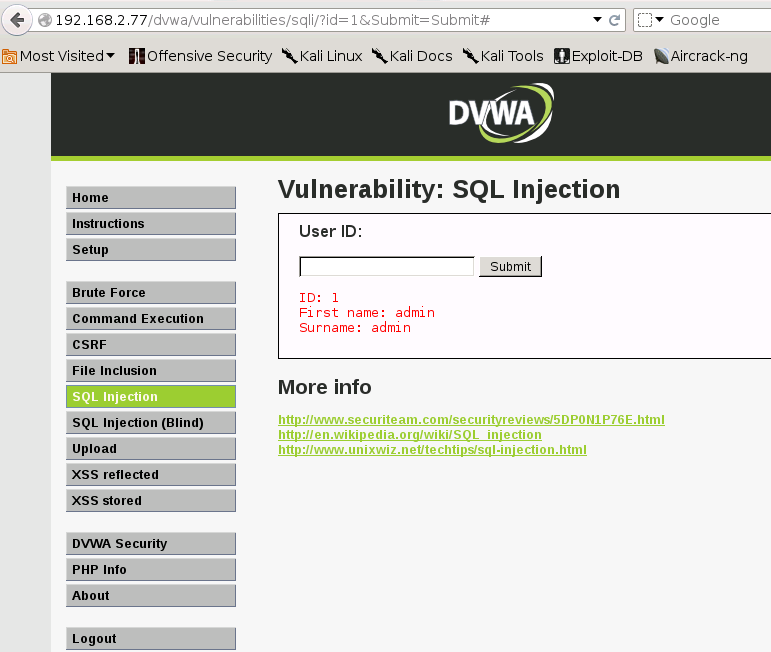 192.168.2.77/dvwa/vulnerabilities/sqli/?id=1&Submit=Submit#
Google
Most Visited
Offensive Security
Kali Linux
Kali Docs
Kali Tools
Exploit-DB
Aircrack-ng
DVWA
Home
Instructions
Setup
Brute Force
Command Execution
CSRF
File Inclusion
SQL Injection
SQL Injection (Blind)
Upload
XSS reflected
XSS stored
DVWA Security
PHP Info
About
Logout
Vulnerability: SQL Injection
User ID:
Submit
ID: 1
First name: admin
Surname: admin
More info
http://www.securiteam.com/securityreviews/5DP0N1P76E.html
http://en.wikipedia.org/wiki/SQL_injection
http://www.unixwiz.net/techtips/sql-injection.html